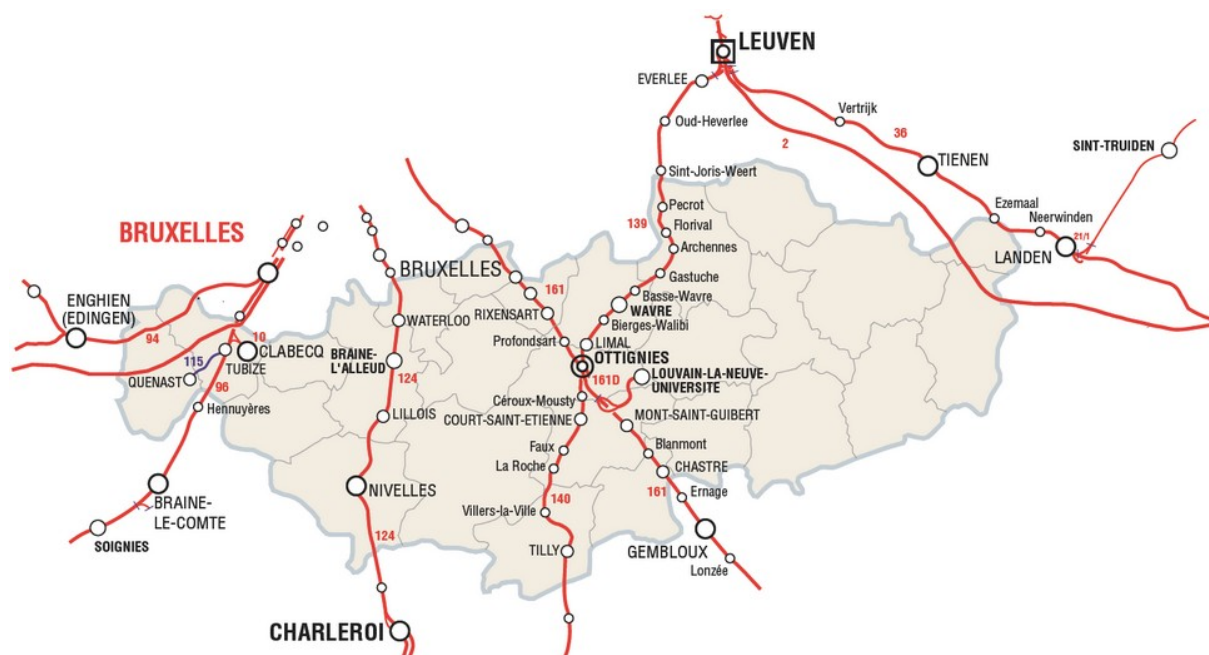 LEUVEN
EVERLEE
Vertrijk
Oud-Heverlee
36
2
SINT-TRUIDEN
TIENEN
Sint-Joris-Weert
Pecrot
139
Florival
Ezemaal
Neerwinden
BRUXELLES
Archennes
21/1
LANDEN
BRUXELLES
Gastuche
ENGHIEN
(EDINGEN)
161
Basse-Wavre
WAVRE
RIXENSART
WATERLOO
Bierges-Walibi
94
10
Profondsart
LIMAL
CLABECQ
BRAINE-
L'ALLEUD
OTTIGNIES
115
TUBIZE
124
161D
LOUVAIN-LA-NEUVE-
UNIVERSITE
QUENAST
96
Céroux-Mousty
Hennuyères
LILLOIS
COURT-SAINT-ETIENNE
MONT-SAINT-GUIBERT
Faux
Blanmont
La Roche
CHASTRE
BRAINE-
LE-COMTE
NIVELLES
140
161
Ernage
Villers-la-Ville
SOIGNIES
124
TILLY
GEMBLOUX
Lonzée
CHARLEROI